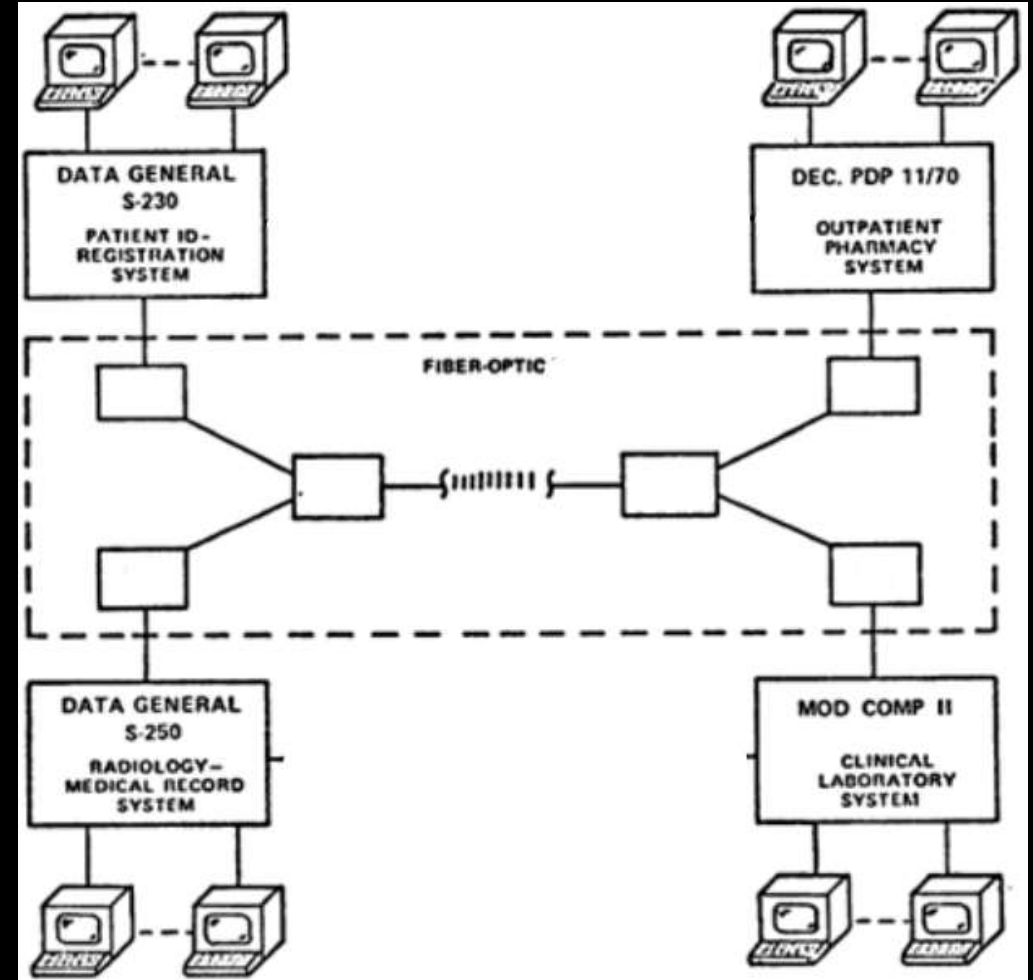 DATA GENERAL
S-230
PATIENT ID-
REGISTRATION
SYSTEM
DEC. PDP 11/70
OUTPATIENT
PHARMACY
SYSTEM
FIBER-OPTIC
DATA GENERAL
S-250
RADIOLOGY-
MEDICAL RECORD
SYSTEM
MOD COMP II
CLINICAL
LABORATORY
SYSTEM